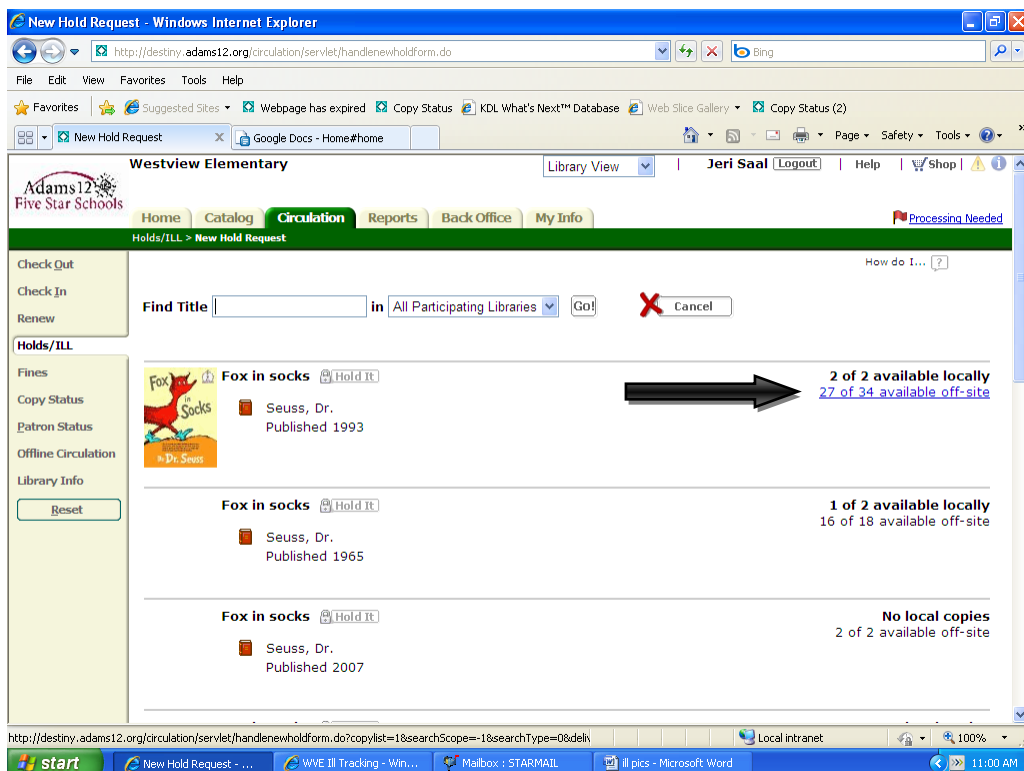 New Hold Request - Windows Internet Explorer
http://destiny.adams12.org/circulation/servlet/handlenewholdform.do
Bing
File Edit View Favorites Tools Help
Favorites Suggested Sites Webpage has expired Copy Status KDL What's Next™ Database Web Slice Gallery Copy Status (2)
New Hold Request Google Docs - Home#home Page Safety Tools
Westview Elementary Library View Jeri Saal Logout Help Shop
Adams12
Five Star Schools
Home Catalog Circulation Reports Back Office My Info Processing Needed
Holds/ILL > New Hold Request
How do I... ?
Check Out
Check In
Renew
Holds/ILL
Fines
Copy Status
Patron Status
Offline Circulation
Library Info
Reset
Find Title in All Participating Libraries Go! Cancel
Fox in Socks
By Dr. Seuss
Fox in socks Hold It 2 of 2 available locally
27 of 34 available off-site
Seuss, Dr.
Published 1993
Fox in socks Hold It 1 of 2 available locally
16 of 18 available off-site
Seuss, Dr.
Published 1965
Fox in socks Hold It No local copies
2 of 2 available off-site
Seuss, Dr.
Published 2007
http://destiny.adams12.org/circulation/servlet/handlenewholdform.do?copylist=1&searchScope=-1&searchType=0&deliv Local intranet 100%
start New Hold Request - ... WVE Ill Tracking - Win... Mailbox : STARMAIL ill pics - Microsoft Word 11:00 AM